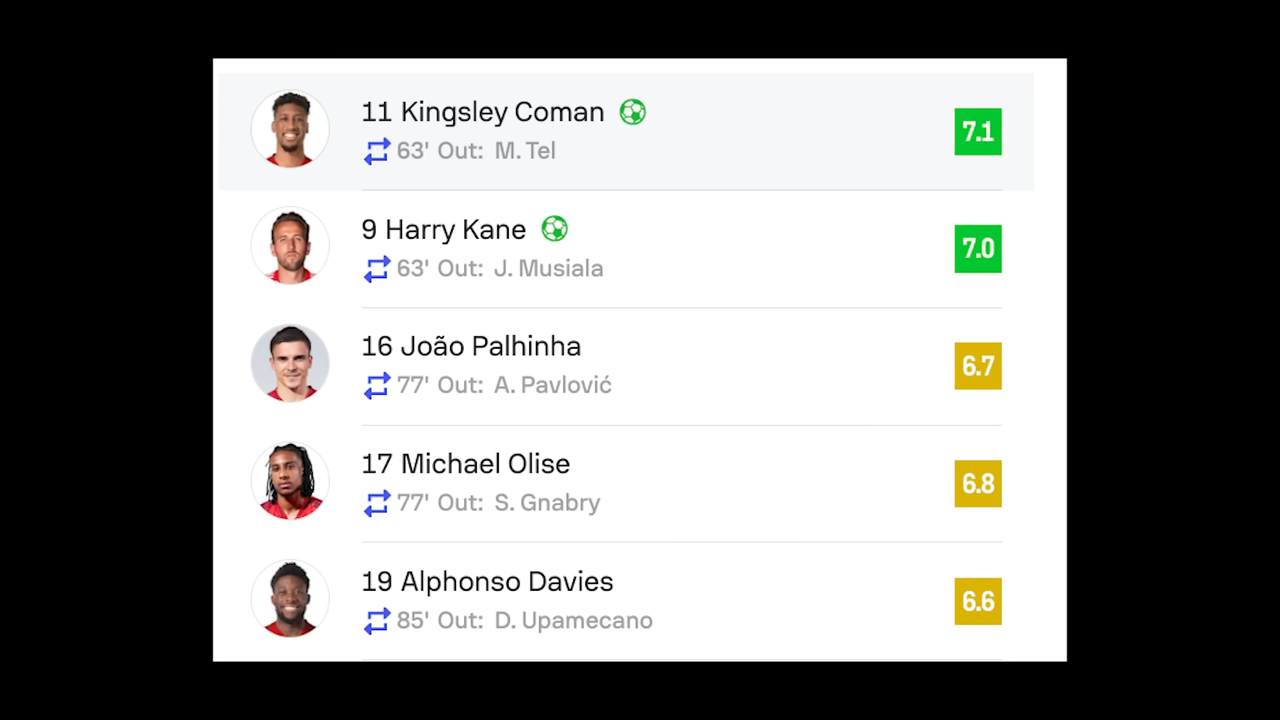 11 Kingsley Coman
63' Out: M. Tel
7.1
9 Harry Kane
63' Out: J. Musiala
7.0
16 João Palhinha
77' Out: A. Pavlović
6.7
17 Michael Olise
77' Out: S. Gnabry
6.8
19 Alphonso Davies
85' Out: D. Upamecano
6.6